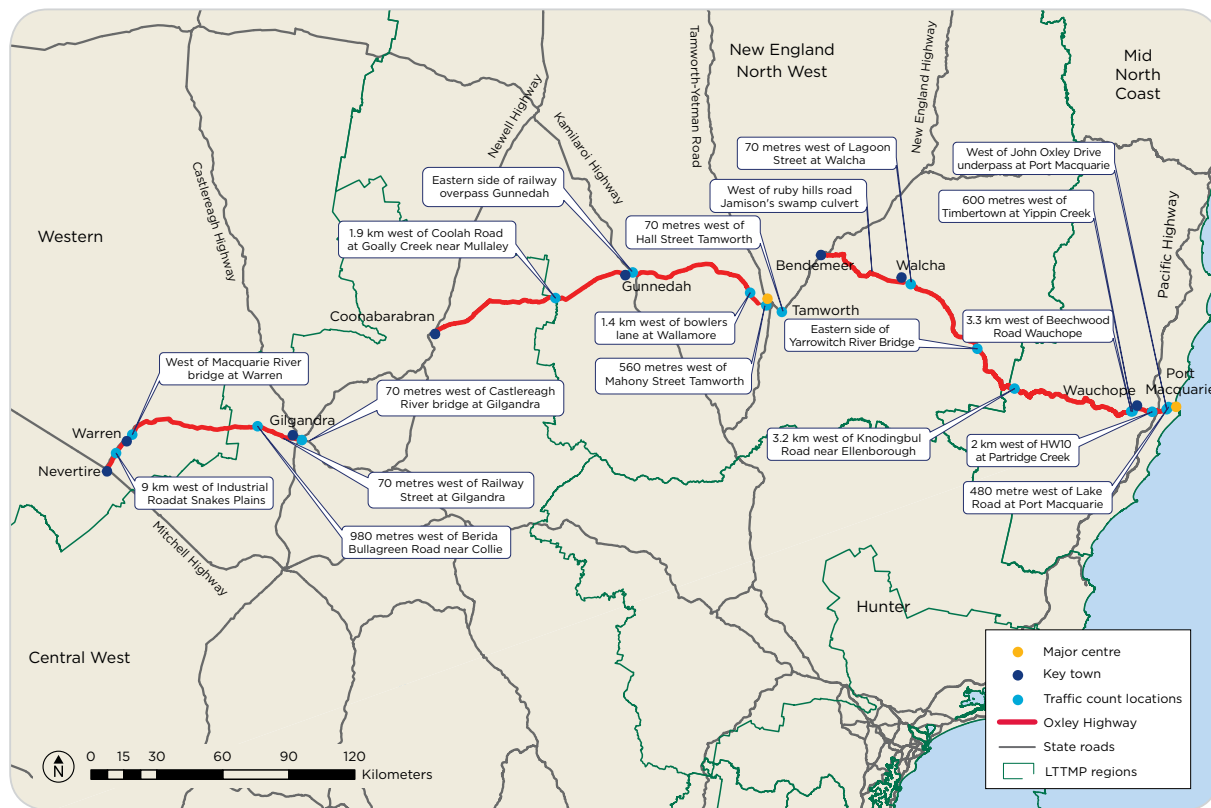 New England
North West
Mid
North
Coast
Western
Central West
Hunter
Castlereagh Highway
Newell Highway
Kamilaroi Highway
Tamworth-Yetman Road
New England Highway
Pacific Highway
Mitchell Highway
70 metres west of Lagoon
Street at Walcha
West of John Oxley Drive
underpass at Port Macquarie
Eastern side of railway
overpass Gunnedah
West of ruby hills road
Jamison's swamp culvert
600 metres west of
Timbertown at Yippin Creek
1.9 km west of Coolah Road
at Goally Creek near Mullaley
70 metres west of
Hall Street Tamworth
Bendemeer
Walcha
Gunnedah
Tamworth
Coonabarabran
1.4 km west of bowlers
lane at Wallamore
Eastern side of
Yarrowitch River Bridge
3.3 km west of Beechwood
Road Wauchope
560 metres west of
Mahony Street Tamworth
West of Macquarie River
bridge at Warren
70 metres west of Castlereagh
River bridge at Gilgandra
Port
Macquarie
Wauchope
Gilgandra
Warren
Nevertire
3.2 km west of Knodingbul
Road near Ellenborough
2 km west of HW10
at Partridge Creek
9 km west of Industrial
Roadat Snakes Plains
70 metres west of Railway
Street at Gilgandra
480 metre west of Lake
Road at Port Macquarie
980 metres west of Berida
Bullagreen Road near Collie
Major centre
Key town
Traffic count locations
Oxley Highway
State roads
LTTMP regions
N
0 15 30 60 90 120
Kilometers